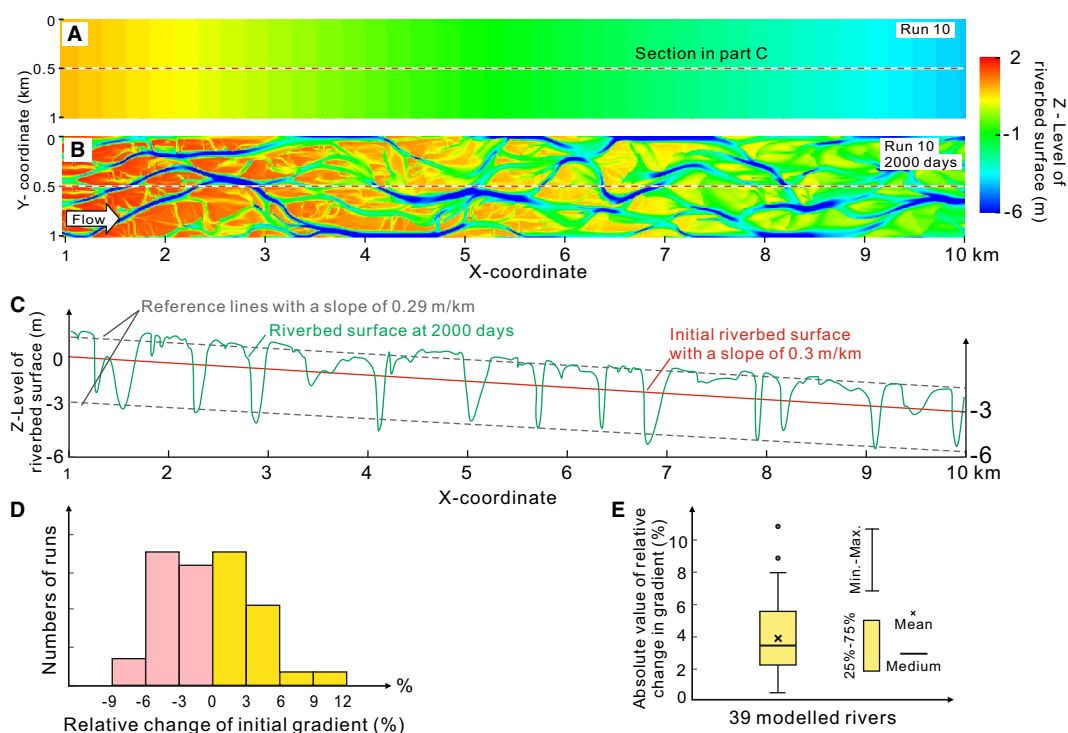 A
Run 10
Section in part C
0
0.5
1
Y- coordinate (km)
B
Run 10
2000 days
Flow
0
0.5
1
1 2 3 4 5 6 7 8 9 10 km
X-coordinate
2
-1
-6
Z - Level of
riverbed surface (m)
C
Reference lines with a slope of 0.29 m/km
Riverbed surface at 2000 days
Initial riverbed surface
with a slope of 0.3 m/km
Z-Level of
riverbed surface (m)
0
-3
-6
-3
-6
1 2 3 4 5 6 7 8 9 10 km
X-coordinate
D
Numbers of runs
-9 -6 -3 0 3 6 9 12 %
Relative change of initial gradient (%)
E
Absolute value of relative
change in gradient (%)
10
8
6
4
2
0
39 modelled rivers
Min.-Max.
25%-75%
Mean
Medium